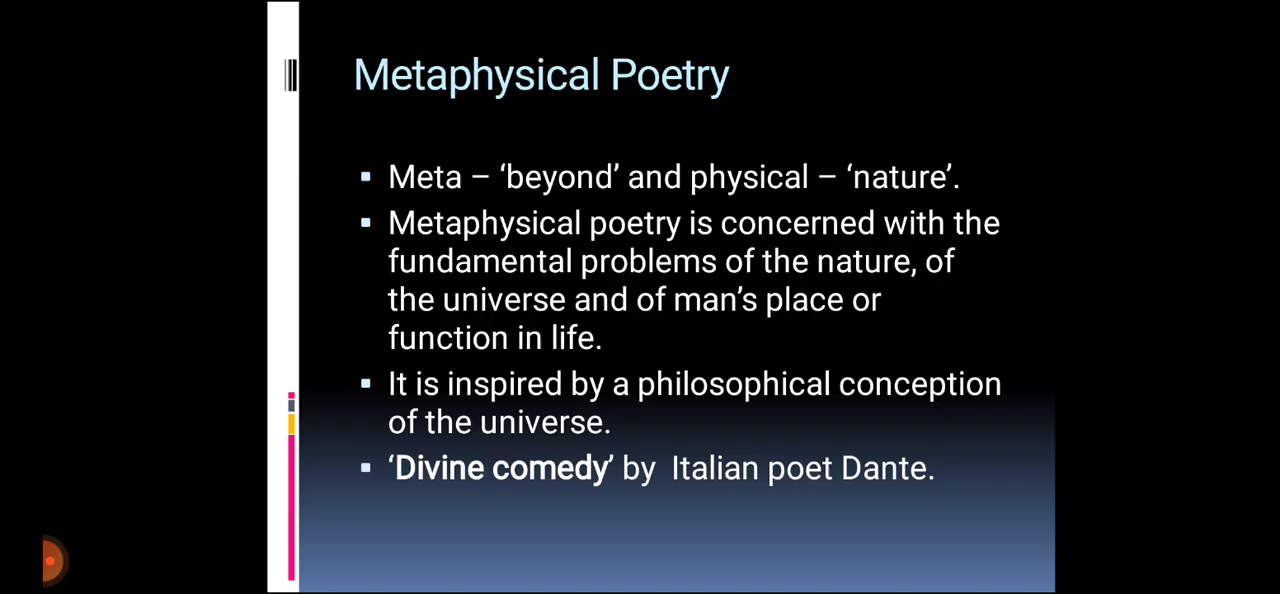 Metaphysical Poetry
▪ Meta – ‘beyond’ and physical – ‘nature’.
▪ Metaphysical poetry is concerned with the
fundamental problems of the nature, of
the universe and of man’s place or
function in life.
▪ It is inspired by a philosophical conception
of the universe.
▪ ‘Divine comedy’ by Italian poet Dante.